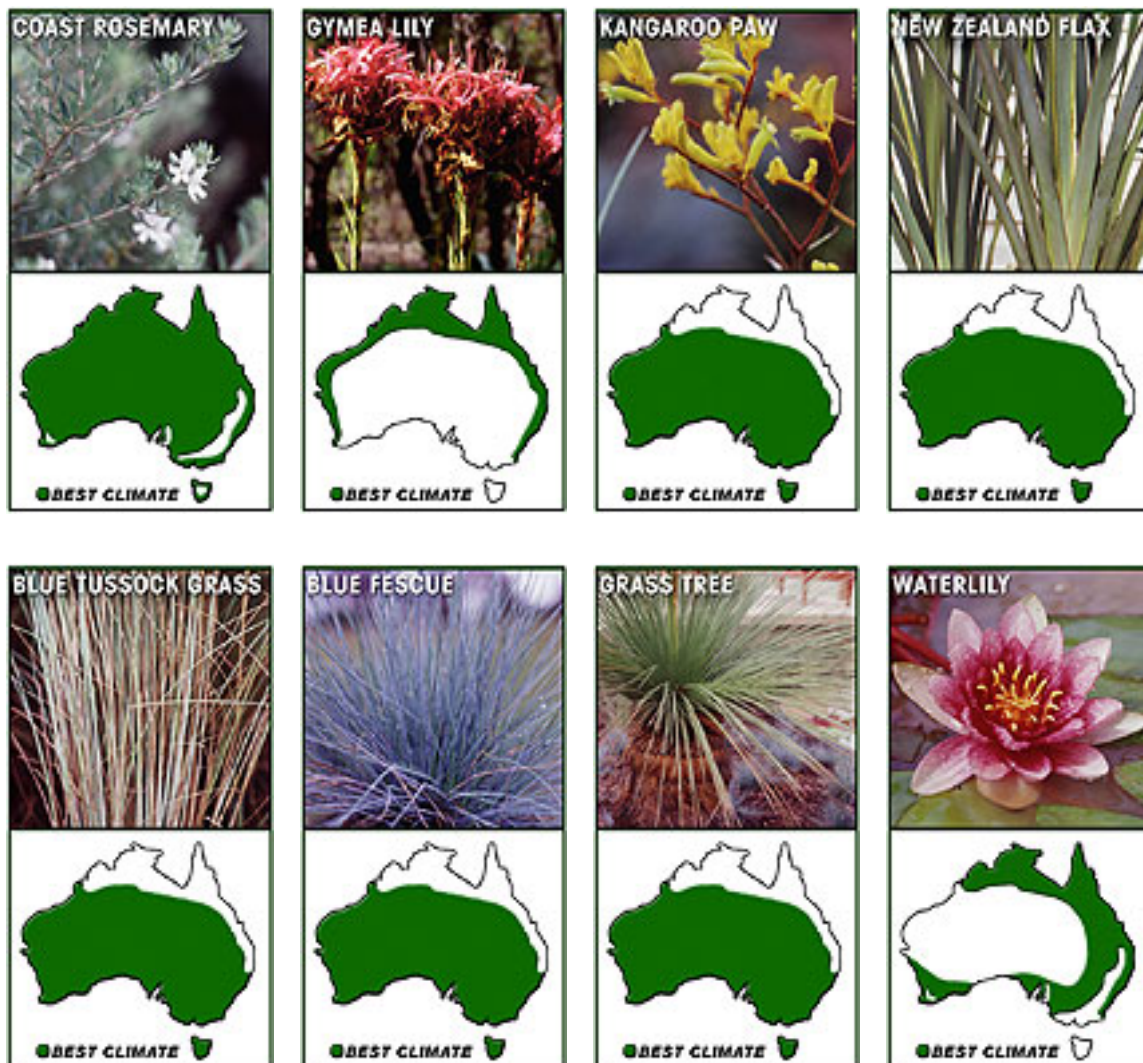 COAST ROSEMARY
GYMEA LILY
KANGAROO PAW
NEW ZEALAND FLAX
BEST CLIMATE
BEST CLIMATE
BEST CLIMATE
BEST CLIMATE
BLUE TUSSOCK GRASS
BLUE FESCUE
GRASS TREE
WATERLILY
BEST CLIMATE
BEST CLIMATE
BEST CLIMATE
BEST CLIMATE